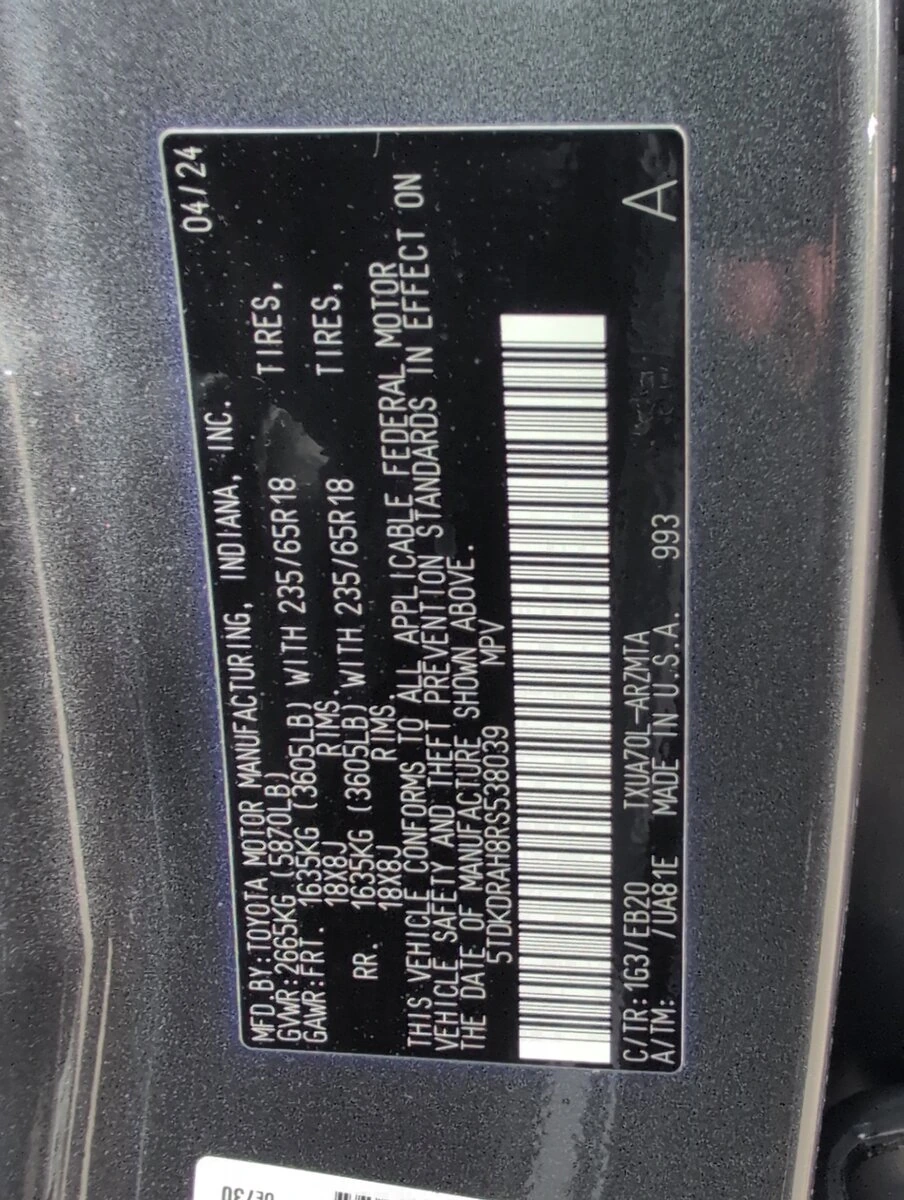 MFD.BY:TOYOTA MOTOR MANUFACTURING, INDIANA, INC. 04/24
GVWR:2665KG (5870LB)
GAWR:FRT. 1635KG (3605LB) WITH 235/65R18 TIRES,
18X8J RIMS.
RR. 1635KG (3605LB) WITH 235/65R18 TIRES,
18X8J RIMS.
THIS VEHICLE CONFORMS TO ALL APPLICABLE FEDERAL MOTOR
VEHICLE SAFETY AND THEFT PREVENTION STANDARDS IN EFFECT ON
THE DATE OF MANUFACTURE SHOWN ABOVE.
5TDKDRAH8RS538039 MPV
C/TR:1G3/EB20 TXUA70L-ARZMTA A
A/TM: /UA81E MADE IN U.S.A. 993